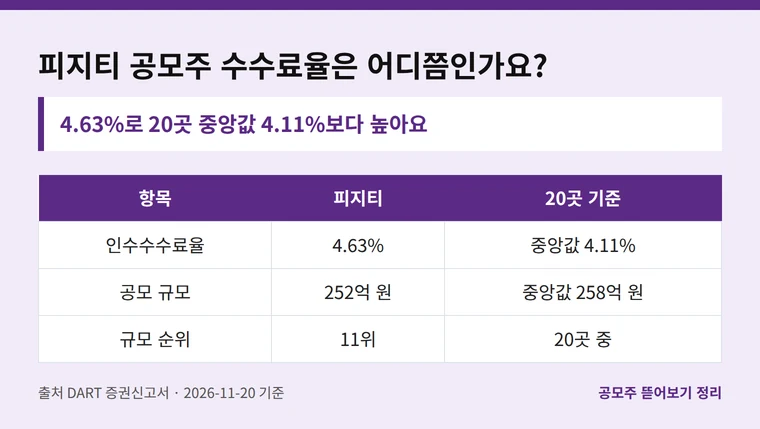 피지티 공모주 수수료율은 어디쯤인가요?
4.63%로 20곳 중앙값 4.11%보다 높아요
항목 피지티 20곳 기준
인수수수료율 4.63% 중앙값 4.11%
공모 규모 252억 원 중앙값 258억 원
규모 순위 11위 20곳 중
출처 DART 증권신고서 · 2026-11-20 기준 공모주 뜯어보기 정리